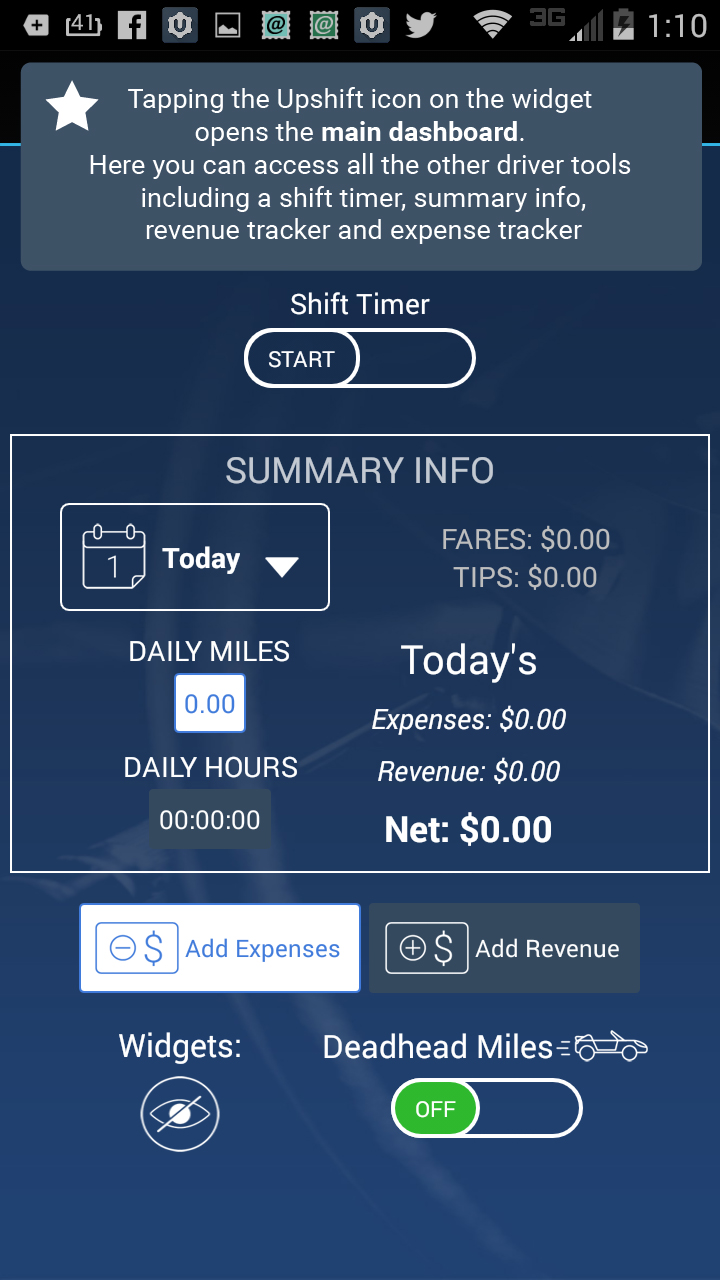 41 3G 1:10
Tapping the Upshift icon on the widget
opens the main dashboard.
Here you can access all the other driver tools
including a shift timer, summary info,
revenue tracker and expense tracker
Shift Timer
START
SUMMARY INFO
1 Today
FARES: $0.00
TIPS: $0.00
DAILY MILES
0.00
DAILY HOURS
00:00:00
Today's
Expenses: $0.00
Revenue: $0.00
Net: $0.00
$ Add Expenses
$ Add Revenue
Widgets:
Deadhead Miles
OFF